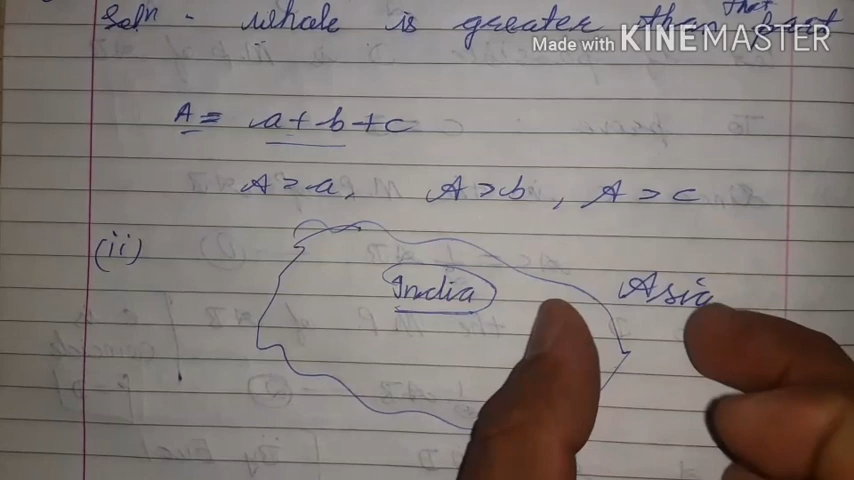 Soln - whole is greater than that part
Made with KINEMASTER
A = a + b + c
A > a, A > b, A > c
(ii)
India
Asia